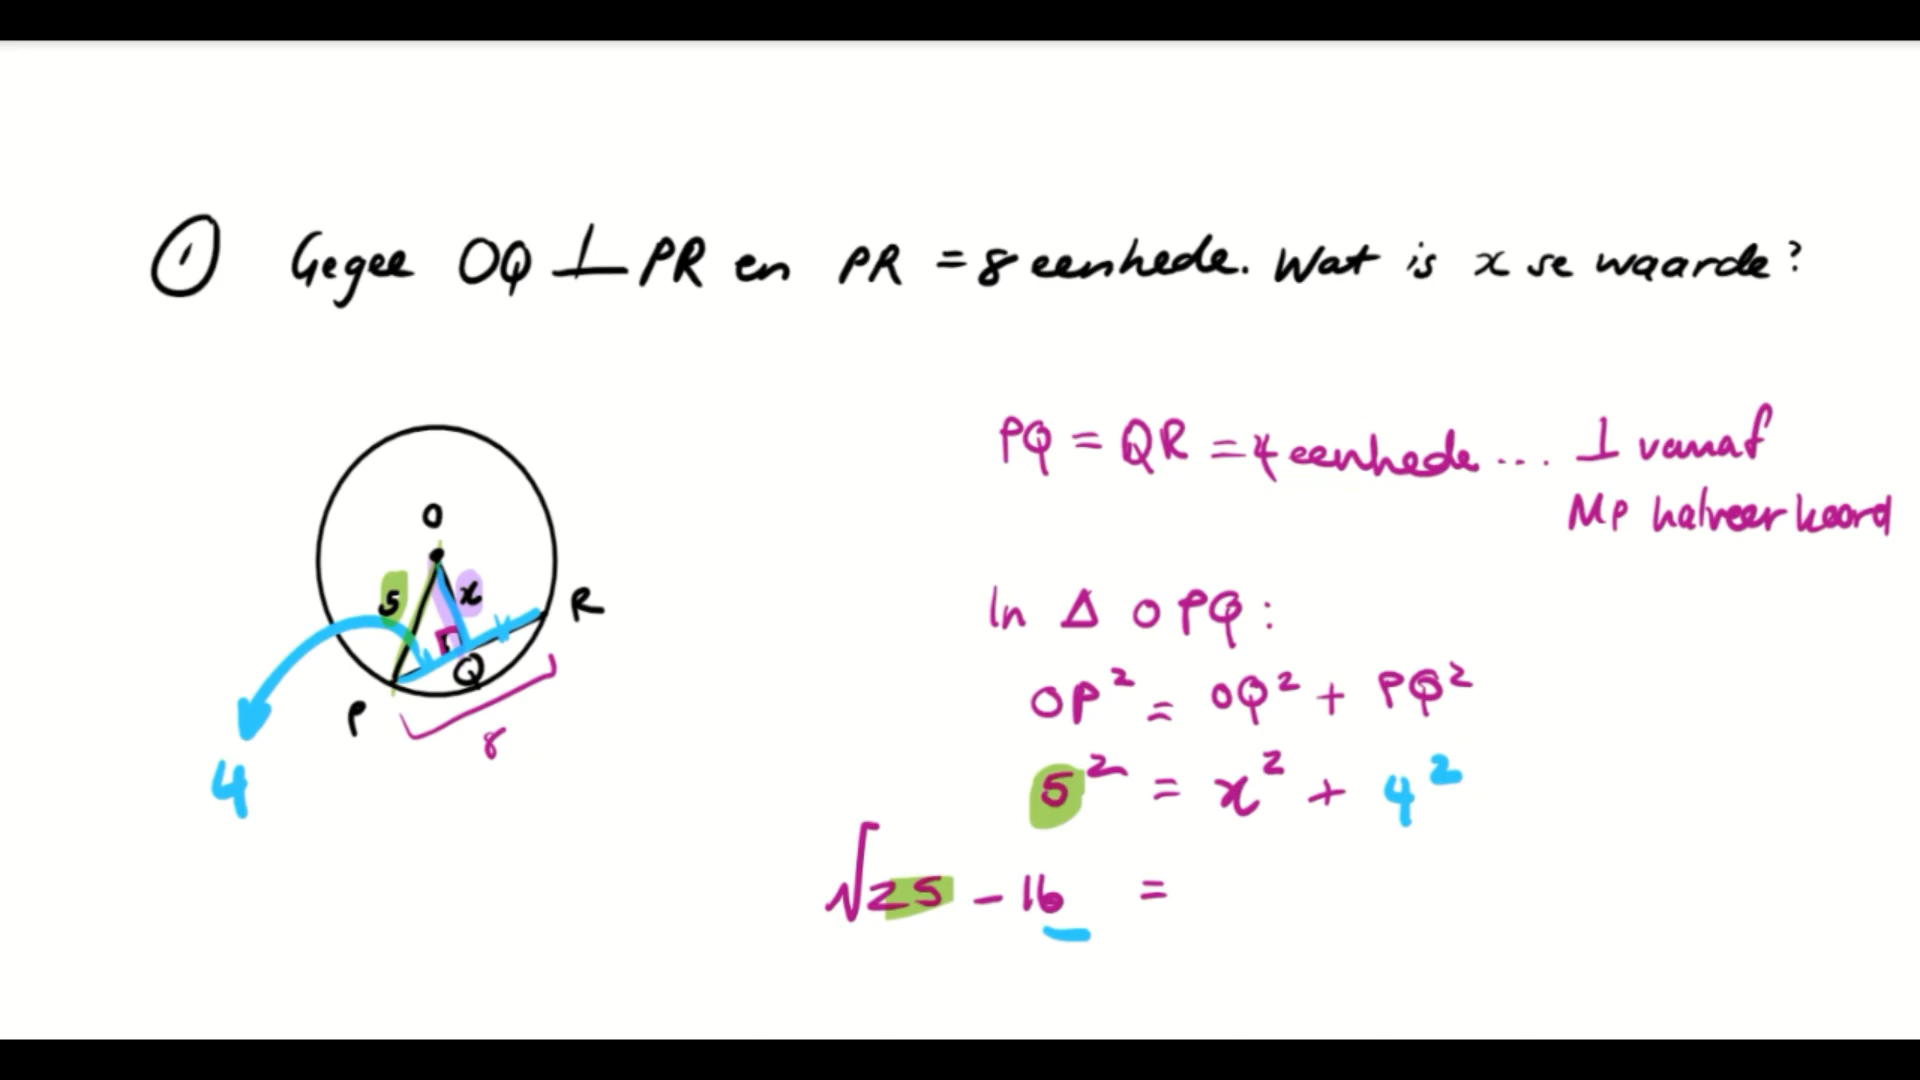 ① Gegee OQ ⊥ PR en PR = 8 eenhede. Wat is x se waarde?
PQ = QR = 4 eenhede ... ⊥ vanaf
Mp halveer koord
O
5
x
R
Q
P
8
4
In Δ OPQ:
OP² = OQ² + PQ²
5² = x² + 4²
√25 - 16 =